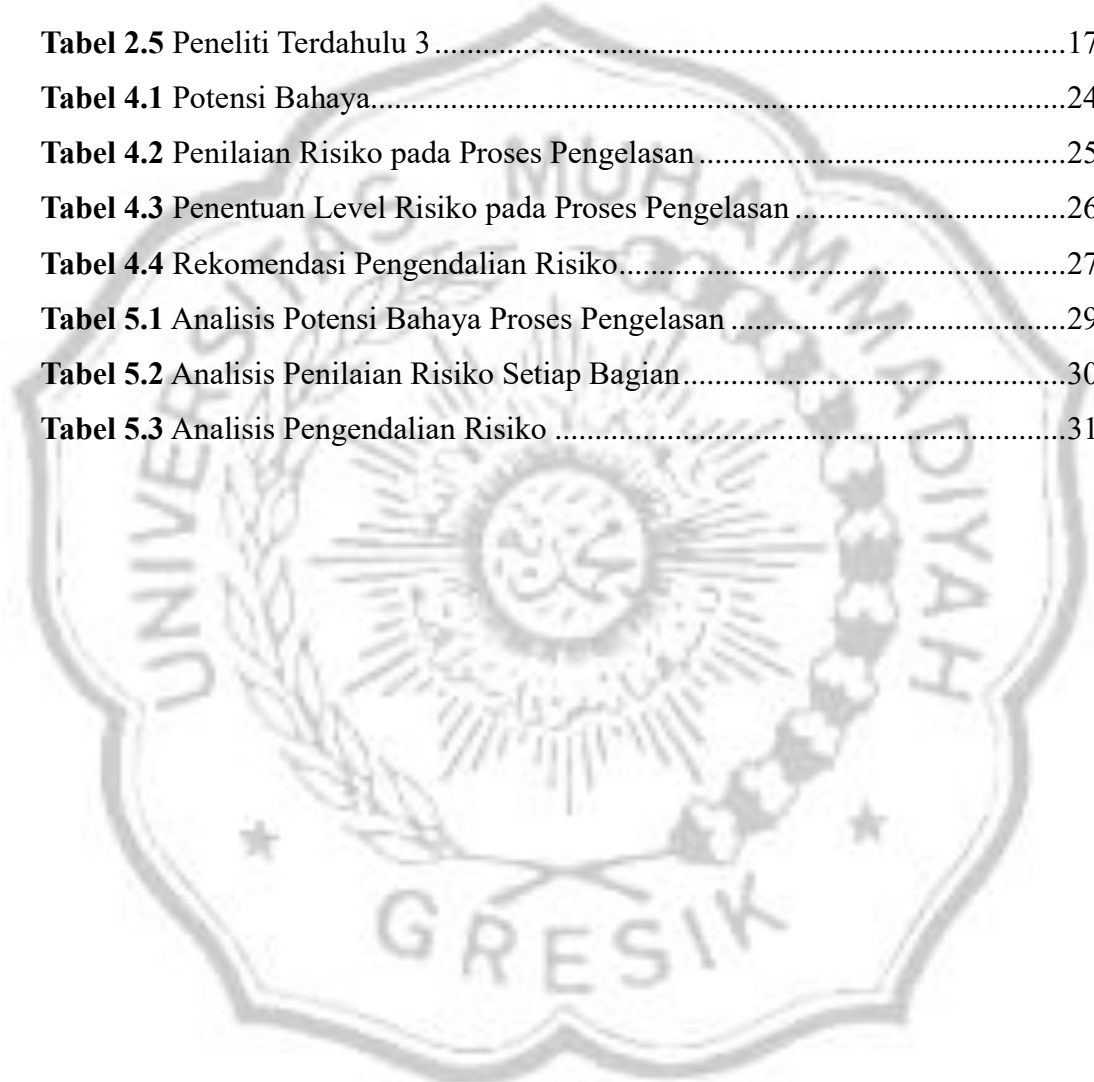 Tabel 2.5 Peneliti Terdahulu 3.......................................................................................17
Tabel 4.1 Potensi Bahaya................................................................................................24
Tabel 4.2 Penilaian Risiko pada Proses Pengelasan....................................................25
Tabel 4.3 Penentuan Level Risiko pada Proses Pengelasan.......................................26
Tabel 4.4 Rekomendasi Pengendalian Risiko..............................................................27
Tabel 5.1 Analisis Potensi Bahaya Proses Pengelasan................................................29
Tabel 5.2 Analisis Penilaian Risiko Setiap Bagian......................................................30
Tabel 5.3 Analisis Pengendalian Risiko.......................................................................31
UNIVERSITAS MUHAMMADIYAH
GRESIK